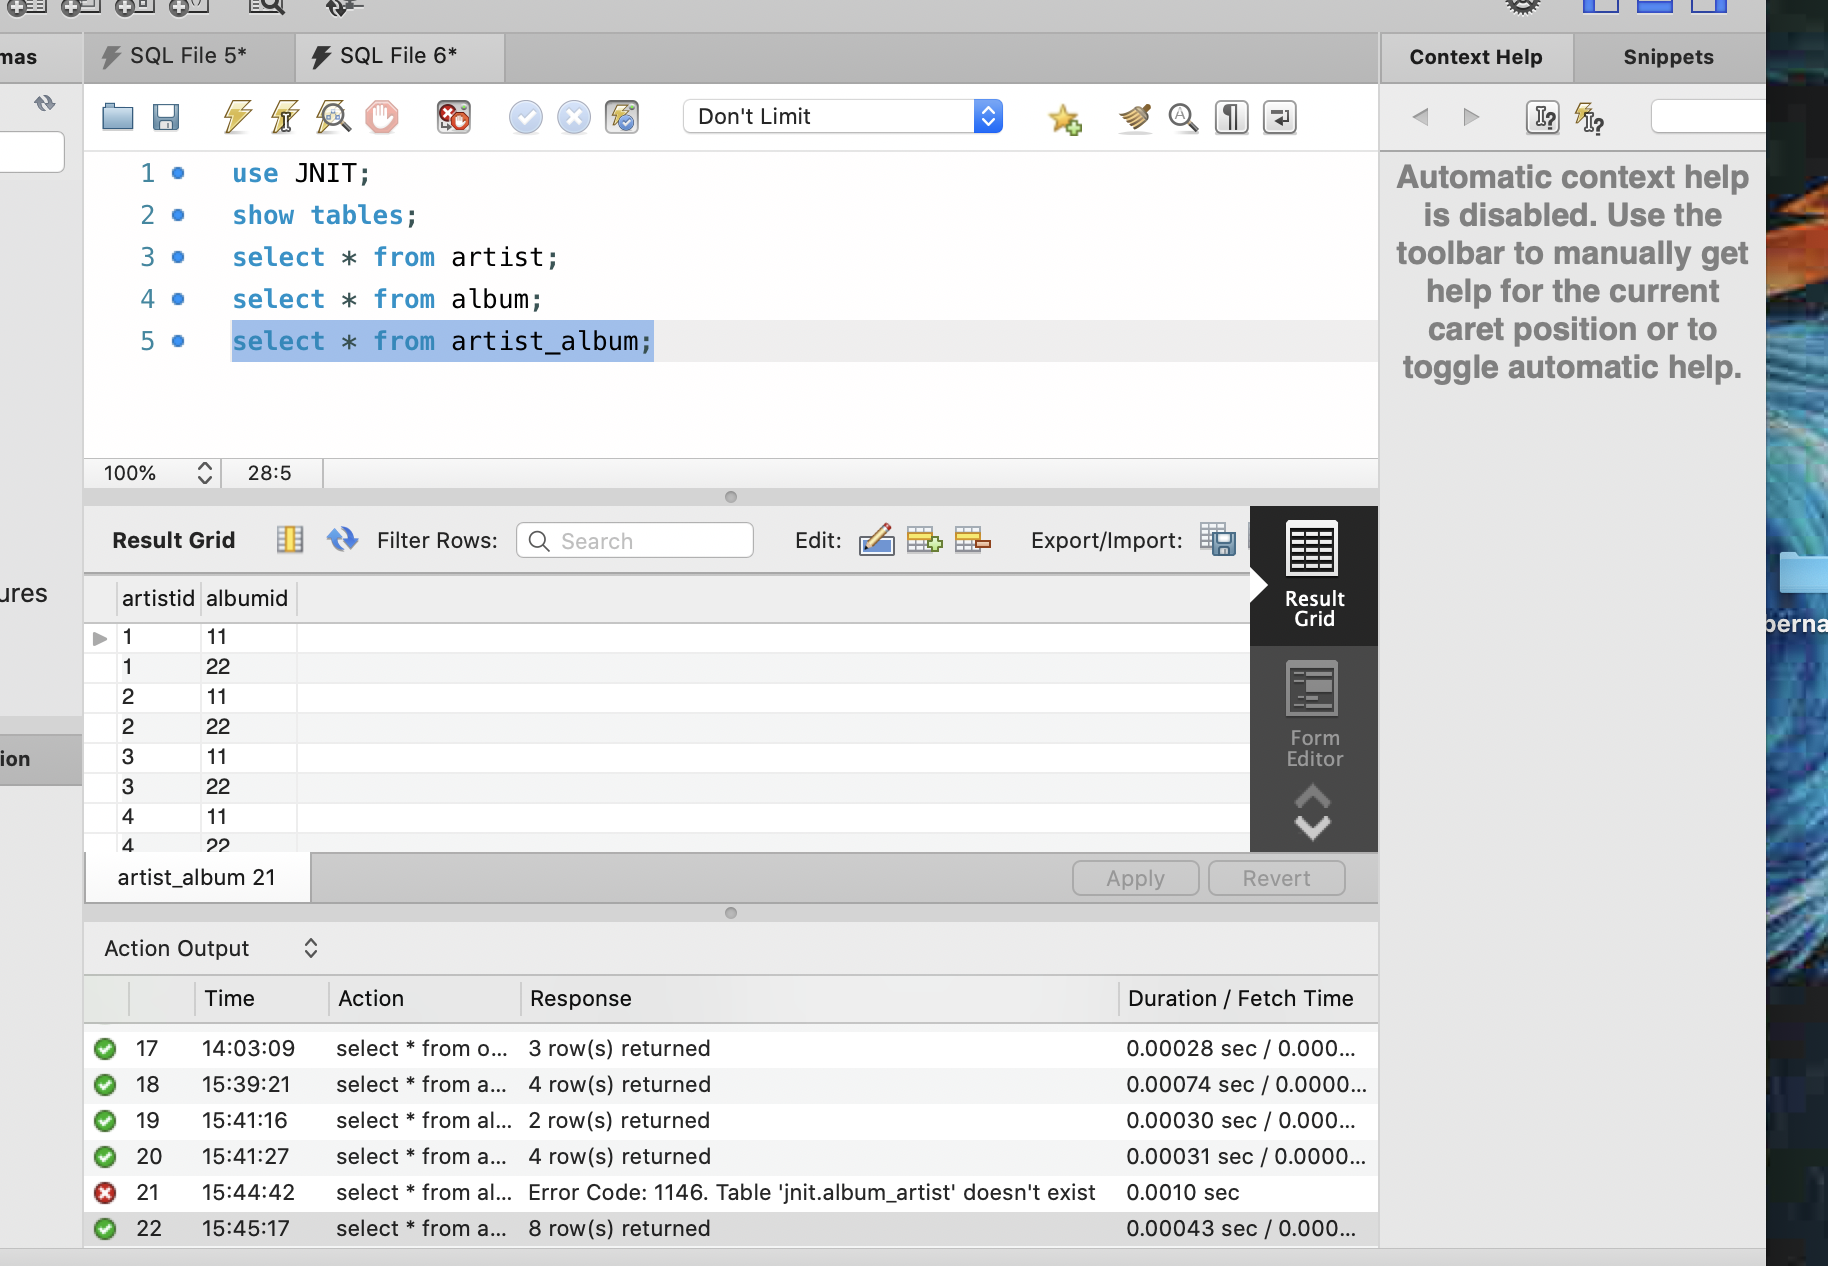 mas
SQL File 5*
SQL File 6*
Context Help
Snippets
Don't Limit
1 use JNIT;
2 show tables;
3 select * from artist;
4 select * from album;
5 select * from artist_album;
Automatic context help
is disabled. Use the
toolbar to manually get
help for the current
caret position or to
toggle automatic help.
100%
28:5
Result Grid
Filter Rows:
Search
Edit:
Export/Import:
Result
Grid
Form
Editor
ures
ion
berna
artistid albumid
1 11
1 22
2 11
2 22
3 11
3 22
4 11
4 22
artist_album 21
Apply
Revert
Action Output
Time Action Response Duration / Fetch Time
17 14:03:09 select * from o... 3 row(s) returned 0.00028 sec / 0.000...
18 15:39:21 select * from a... 4 row(s) returned 0.00074 sec / 0.0000...
19 15:41:16 select * from al... 2 row(s) returned 0.00030 sec / 0.000...
20 15:41:27 select * from a... 4 row(s) returned 0.00031 sec / 0.0000...
21 15:44:42 select * from al... Error Code: 1146. Table 'jnit.album_artist' doesn't exist 0.0010 sec
22 15:45:17 select * from a... 8 row(s) returned 0.00043 sec / 0.000...